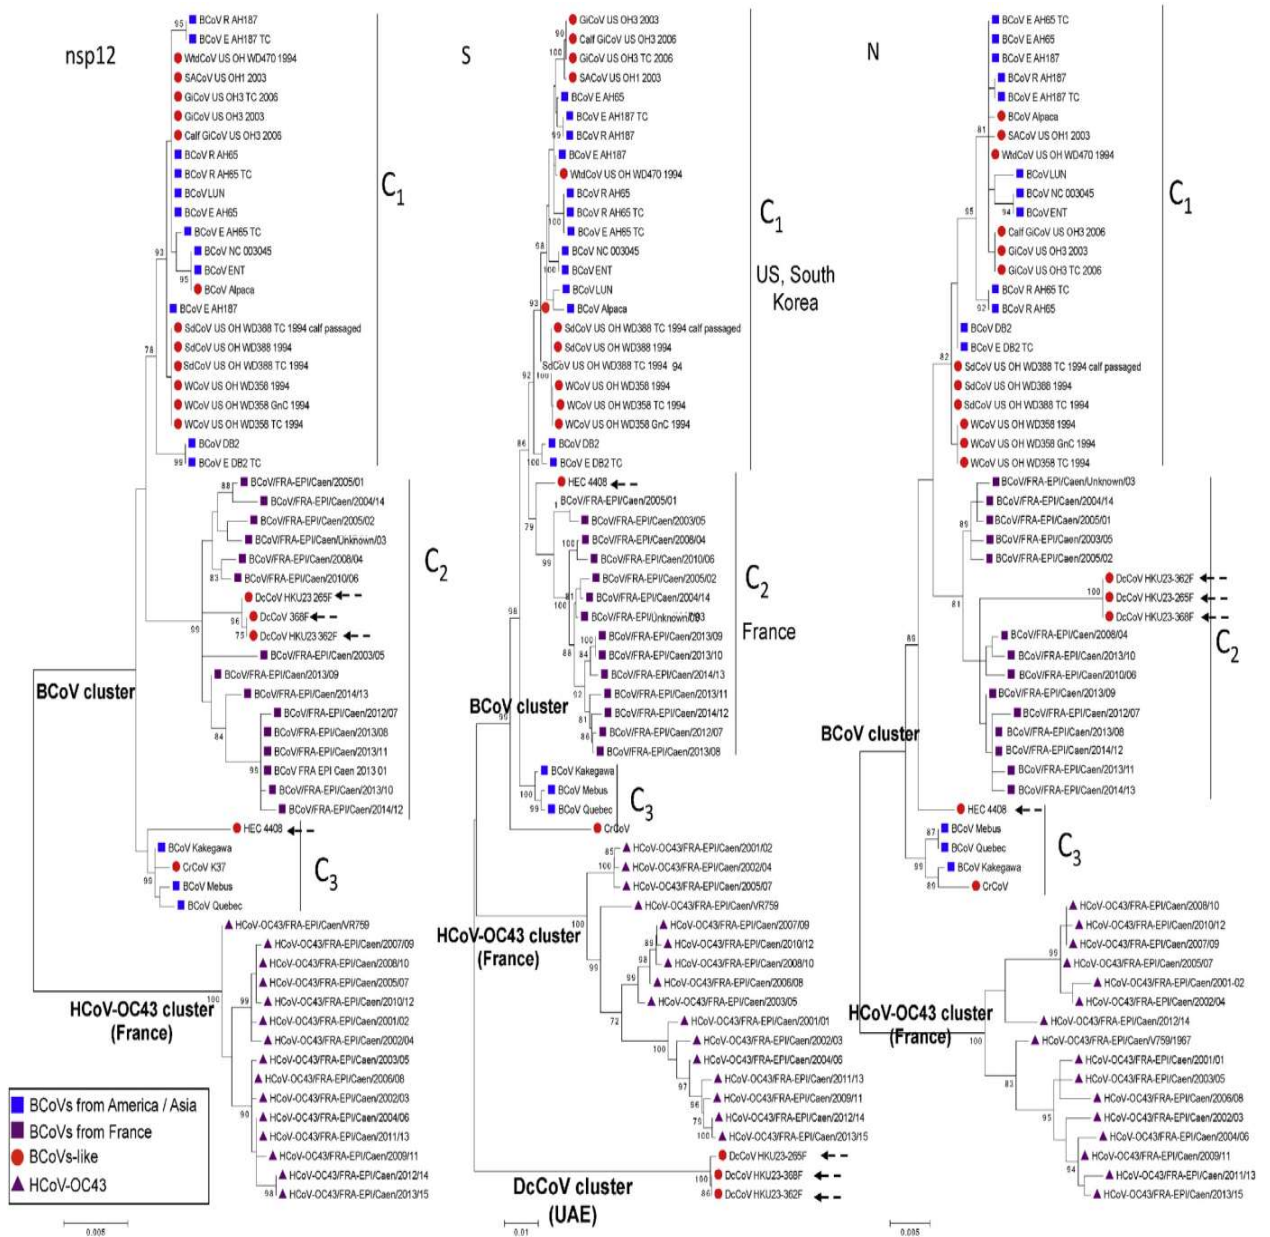 nsp12
BCoV R AH187
BCoV E AH187 TC
WtdCoV US OH WD470 1994
SACoV US OH1 2003
GiCoV US OH3 TC 2006
GiCoV US OH3 2003
Calf GiCoV US OH3 2006
BCoV R AH65
BCoV R AH65 TC
BCoV LUN
BCoV E AH65
BCoV E AH65 TC
BCoV NC 003045
BCoV ENT
BCoV Alpaca
BCoV E AH187
SdCoV US OH WD388 TC 1994 calf passaged
SdCoV US OH WD388 1994
SdCoV US OH WD388 TC 1994
WCoV US OH WD358 1994
WCoV US OH WD358 GnC 1994
WCoV US OH WD358 TC 1994
BCoV DB2
BCoV E DB2 TC
C1
BCoV/FRA-EPI/Caen/2005/01
BCoV/FRA-EPI/Caen/2004/14
BCoV/FRA-EPI/Caen/2005/02
BCoV/FRA-EPI/Caen/Unknown/03
BCoV/FRA-EPI/Caen/2008/04
BCoV/FRA-EPI/Caen/2010/06
DcCoV HKU23 265F
DcCoV 368F
DcCoV HKU23 362F
BCoV/FRA-EPI/Caen/2003/05
BCoV/FRA-EPI/Caen/2013/09
BCoV/FRA-EPI/Caen/2014/13
BCoV/FRA-EPI/Caen/2012/07
BCoV/FRA-EPI/Caen/2013/08
BCoV/FRA-EPI/Caen/2013/11
BCoV FRA EPI Caen 2013 01
BCoV/FRA-EPI/Caen/2013/10
BCoV/FRA-EPI/Caen/2014/12
C2
HEC 4408
BCoV Kakegawa
CrCoV K37
BCoV Mebus
BCoV Quebec
C3
BCoV cluster
HCoV-OC43/FRA-EPI/Caen/VR759
HCoV-OC43/FRA-EPI/Caen/2007/09
HCoV-OC43/FRA-EPI/Caen/2008/10
HCoV-OC43/FRA-EPI/Caen/2005/07
HCoV-OC43/FRA-EPI/Caen/2010/12
HCoV-OC43/FRA-EPI/Caen/2001/02
HCoV-OC43/FRA-EPI/Caen/2002/04
HCoV-OC43/FRA-EPI/Caen/2003/05
HCoV-OC43/FRA-EPI/Caen/2006/08
HCoV-OC43/FRA-EPI/Caen/2002/03
HCoV-OC43/FRA-EPI/Caen/2004/06
HCoV-OC43/FRA-EPI/Caen/2011/13
HCoV-OC43/FRA-EPI/Caen/2009/11
HCoV-OC43/FRA-EPI/Caen/2012/14
HCoV-OC43/FRA-EPI/Caen/2013/15
HCoV-OC43 cluster
(France)
95
93
95
78
99
88
83
99
96
75
84
95
99
100
99
90
98
0.005
BCoVs from America / Asia
BCoVs from France
BCoVs-like
HCoV-OC43
S
GiCoV US OH3 2003
Calf GiCoV US OH3 2006
GiCoV US OH3 TC 2006
SACoV US OH1 2003
BCoV E AH65
BCoV E AH187 TC
BCoV R AH187
BCoV E AH187
WtdCoV US OH WD470 1994
BCoV R AH65
BCoV R AH65 TC
BCoV E AH65 TC
BCoV NC 003045
BCoV ENT
BCoV LUN
BCoV Alpaca
SdCoV US OH WD388 TC 1994 calf passaged
SdCoV US OH WD388 1994
SdCoV US OH WD388 TC 1994 94
WCoV US OH WD358 1994
WCoV US OH WD358 TC 1994
WCoV US OH WD358 GnC 1994
BCoV DB2
BCoV E DB2 TC
C1
US, South
Korea
HEC 4408
BCoV/FRA-EPI/Caen/2005/01
BCoV/FRA-EPI/Caen/2003/05
BCoV/FRA-EPI/Caen/2008/04
BCoV/FRA-EPI/Caen/2010/06
BCoV/FRA-EPI/Caen/2005/02
BCoV/FRA-EPI/Caen/2004/14
BCoV/FRA-EPI/Caen/2013/09
BCoV/FRA-EPI/Caen/2013/10
BCoV/FRA-EPI/Caen/2014/13
BCoV/FRA-EPI/Caen/2013/11
BCoV/FRA-EPI/Caen/2014/12
BCoV/FRA-EPI/Caen/2012/07
BCoV/FRA-EPI/Caen/2013/08
C2
France
BCoV cluster
BCoV Kakegawa
BCoV Mebus
BCoV Quebec
CrCoV
C3
HCoV-OC43/FRA-EPI/Caen/2001/02
HCoV-OC43/FRA-EPI/Caen/2002/04
HCoV-OC43/FRA-EPI/Caen/2005/07
HCoV-OC43/FRA-EPI/Caen/VR759
HCoV-OC43/FRA-EPI/Caen/2007/09
HCoV-OC43/FRA-EPI/Caen/2010/12
HCoV-OC43/FRA-EPI/Caen/2008/10
HCoV-OC43/FRA-EPI/Caen/2006/08
HCoV-OC43/FRA-EPI/Caen/2003/05
HCoV-OC43/FRA-EPI/Caen/2001/01
HCoV-OC43/FRA-EPI/Caen/2002/03
HCoV-OC43/FRA-EPI/Caen/2004/06
HCoV-OC43/FRA-EPI/Caen/2011/13
HCoV-OC43/FRA-EPI/Caen/2009/11
HCoV-OC43/FRA-EPI/Caen/2012/14
HCoV-OC43/FRA-EPI/Caen/2013/15
HCoV-OC43 cluster
(France)
DcCoV HKU23-265F
DcCoV HKU23-368F
DcCoV HKU23-362F
DcCoV cluster
(UAE)
0.01
N
BCoV E AH65 TC
BCoV E AH65
BCoV E AH187
BCoV R AH187
BCoV E AH187 TC
BCoV Alpaca
SACoV US OH1 2003
WtdCoV US OH WD470 1994
BCoV LUN
BCoV NC 003045
BCoV ENT
Calf GiCoV US OH3 2006
GiCoV US OH3 2003
GiCoV US OH3 TC 2006
BCoV R AH65 TC
BCoV R AH65
BCoV DB2
BCoV E DB2 TC
SdCoV US OH WD388 TC 1994 calf passaged
SdCoV US OH WD388 1994
SdCoV US OH WD388 TC 1994
WCoV US OH WD358 1994
WCoV US OH WD358 GnC 1994
WCoV US OH WD358 TC 1994
C1
BCoV/FRA-EPI/Caen/Unknown/03
BCoV/FRA-EPI/Caen/2004/14
BCoV/FRA-EPI/Caen/2005/01
BCoV/FRA-EPI/Caen/2003/05
BCoV/FRA-EPI/Caen/2005/02
DcCoV HKU23-362F
DcCoV HKU23-265F
DcCoV HKU23-368F
BCoV/FRA-EPI/Caen/2008/04
BCoV/FRA-EPI/Caen/2013/10
BCoV/FRA-EPI/Caen/2010/06
BCoV/FRA-EPI/Caen/2013/09
BCoV/FRA-EPI/Caen/2012/07
BCoV/FRA-EPI/Caen/2013/08
BCoV/FRA-EPI/Caen/2014/12
BCoV/FRA-EPI/Caen/2013/11
BCoV/FRA-EPI/Caen/2014/13
C2
BCoV cluster
HEC 4408
BCoV Mebus
BCoV Quebec
BCoV Kakegawa
CrCoV
C3
HCoV-OC43/FRA-EPI/Caen/2008/10
HCoV-OC43/FRA-EPI/Caen/2010/12
HCoV-OC43/FRA-EPI/Caen/2007/09
HCoV-OC43/FRA-EPI/Caen/2005/07
HCoV-OC43/FRA-EPI/Caen/2001-02
HCoV-OC43/FRA-EPI/Caen/2002/04
HCoV-OC43/FRA-EPI/Caen/2012/14
HCoV-OC43/FRA-EPI/Caen/V759/1967
HCoV-OC43/FRA-EPI/Caen/2001/01
HCoV-OC43/FRA-EPI/Caen/2003/05
HCoV-OC43/FRA-EPI/Caen/2006/08
HCoV-OC43/FRA-EPI/Caen/2002/03
HCoV-OC43/FRA-EPI/Caen/2004/06
HCoV-OC43/FRA-EPI/Caen/2009/11
HCoV-OC43/FRA-EPI/Caen/2011/13
HCoV-OC43/FRA-EPI/Caen/2013/15
HCoV-OC43 cluster
(France)
0.005